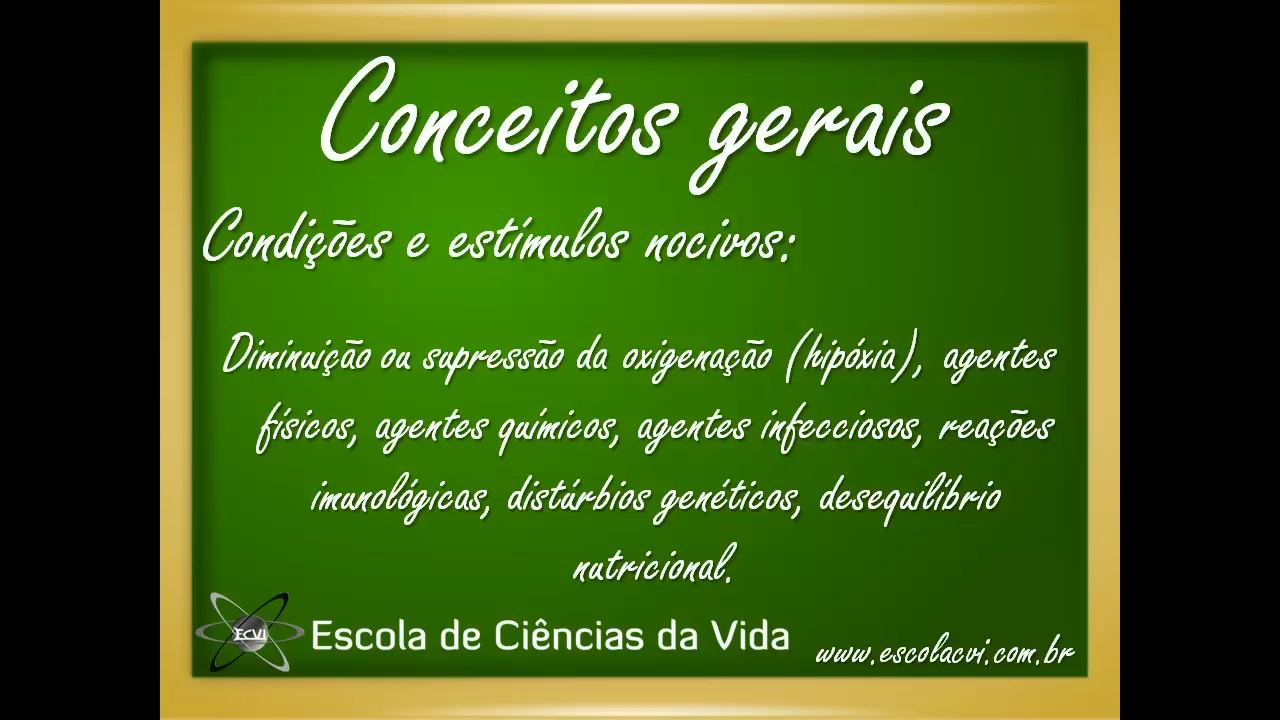 Conceitos gerais
Condições e estímulos nocivos:
Diminuição ou supressão da oxigenação (hipóxia), agentes
físicos, agentes químicos, agentes infecciosos, reações
imunológicas, distúrbios genéticos, desequilíbrio
nutricional.
ECVI Escola de Ciências da Vida
www.escolacvi.com.br